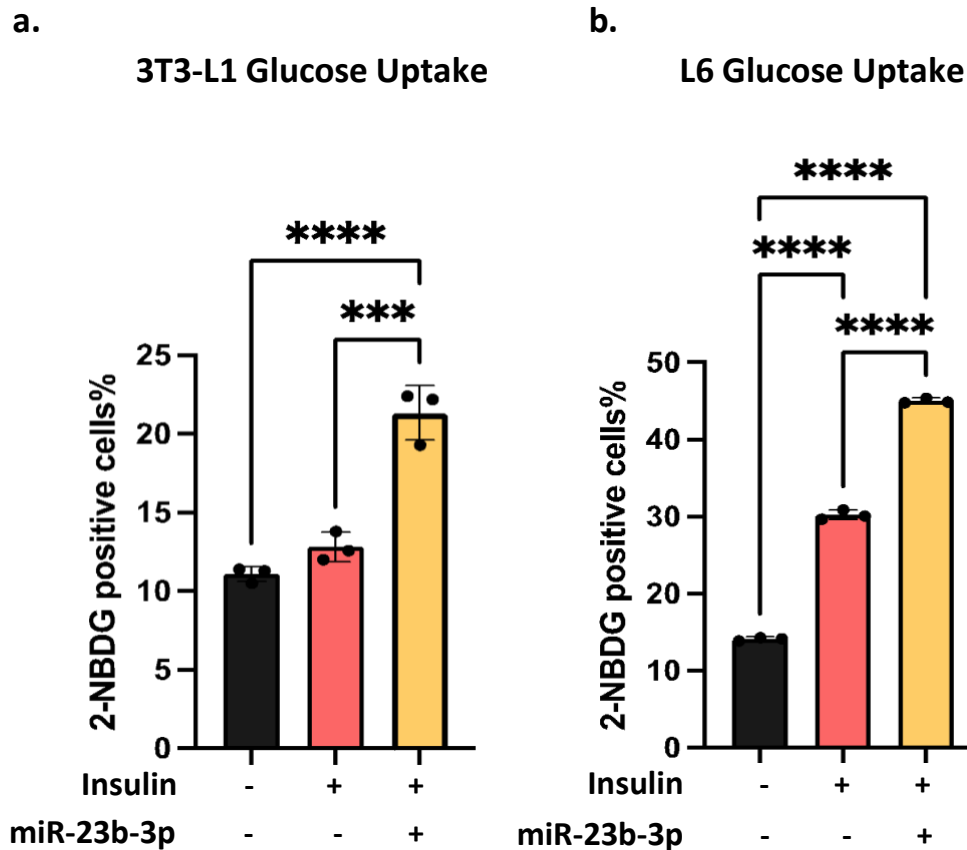 a.
3T3-L1 Glucose Uptake
****
***
2-NBDG positive cells%
25
20
15
10
5
0
Insulin - + +
miR-23b-3p - - +
b.
L6 Glucose Uptake
****
****
****
2-NBDG positive cells%
50
40
30
20
10
0
Insulin - + +
miR-23b-3p - - +